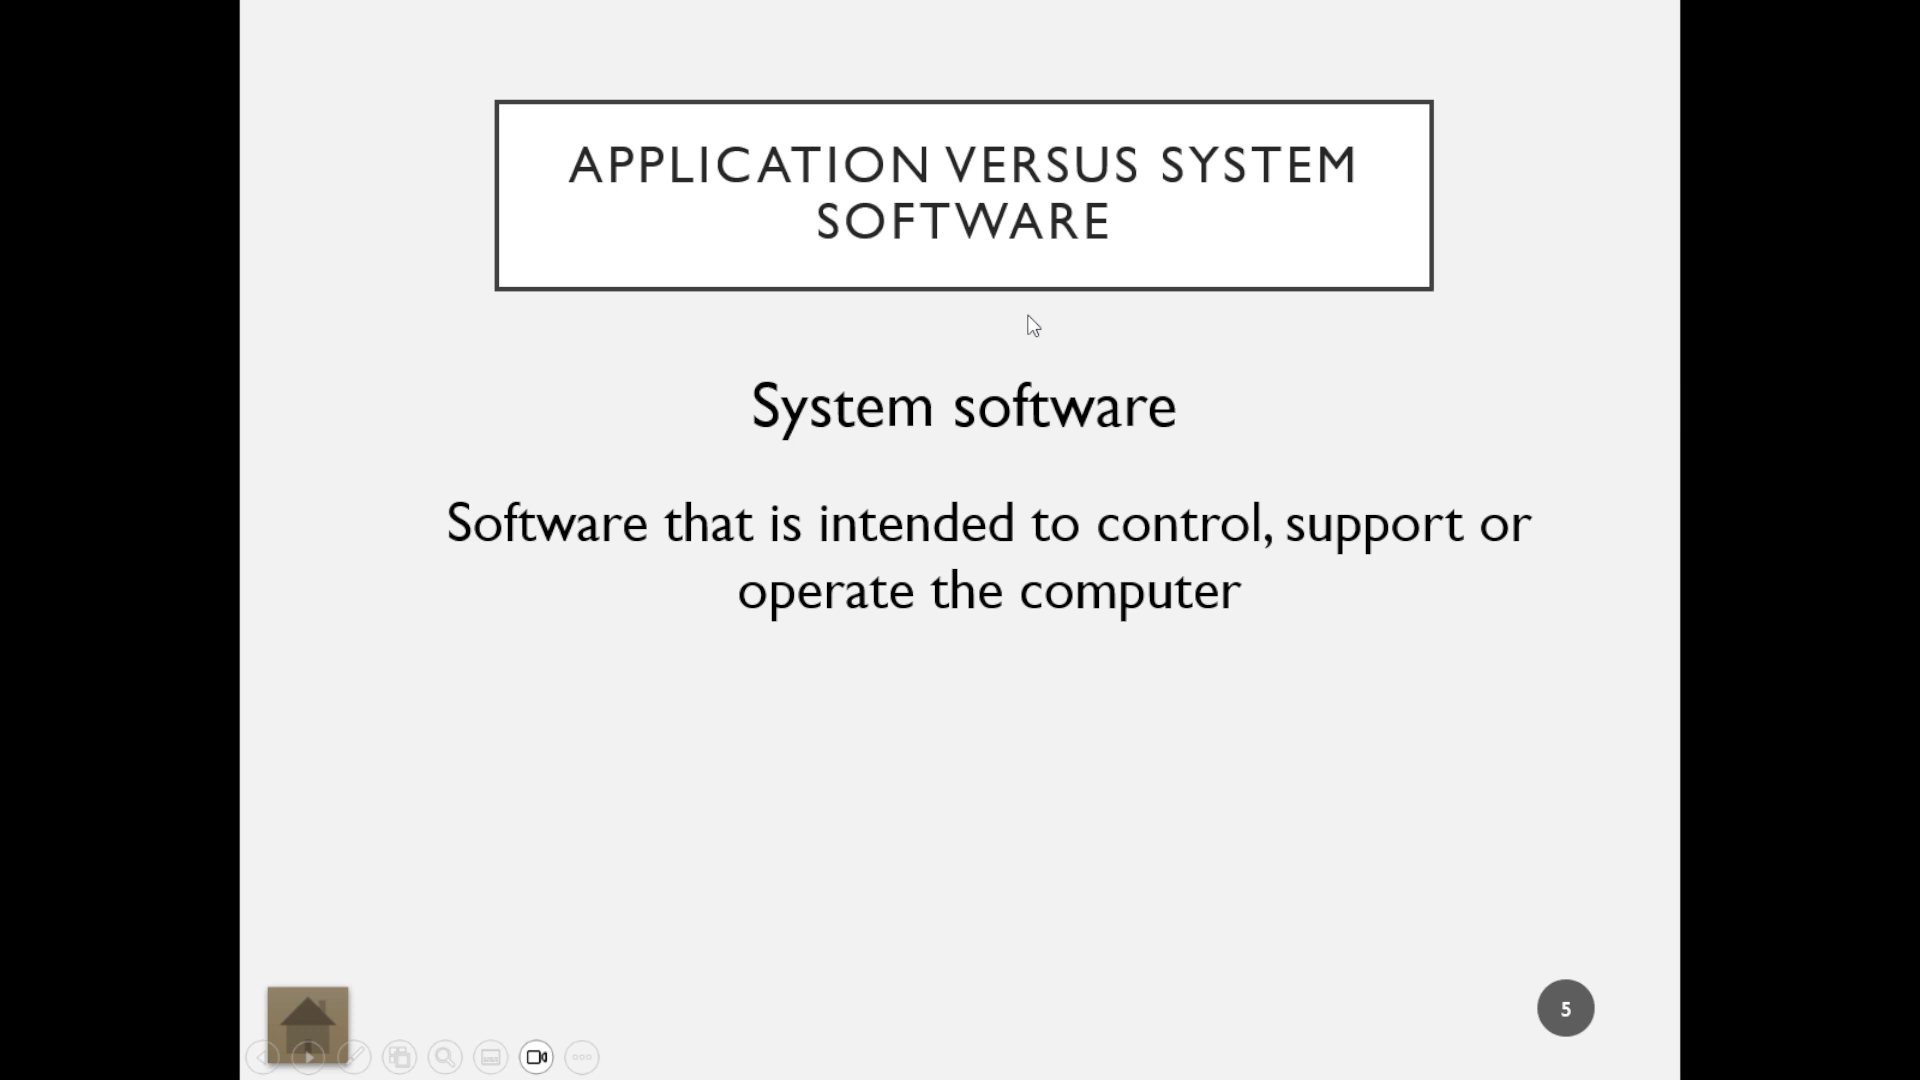 APPLICATION VERSUS SYSTEM
SOFTWARE
System software
Software that is intended to control, support or
operate the computer
5